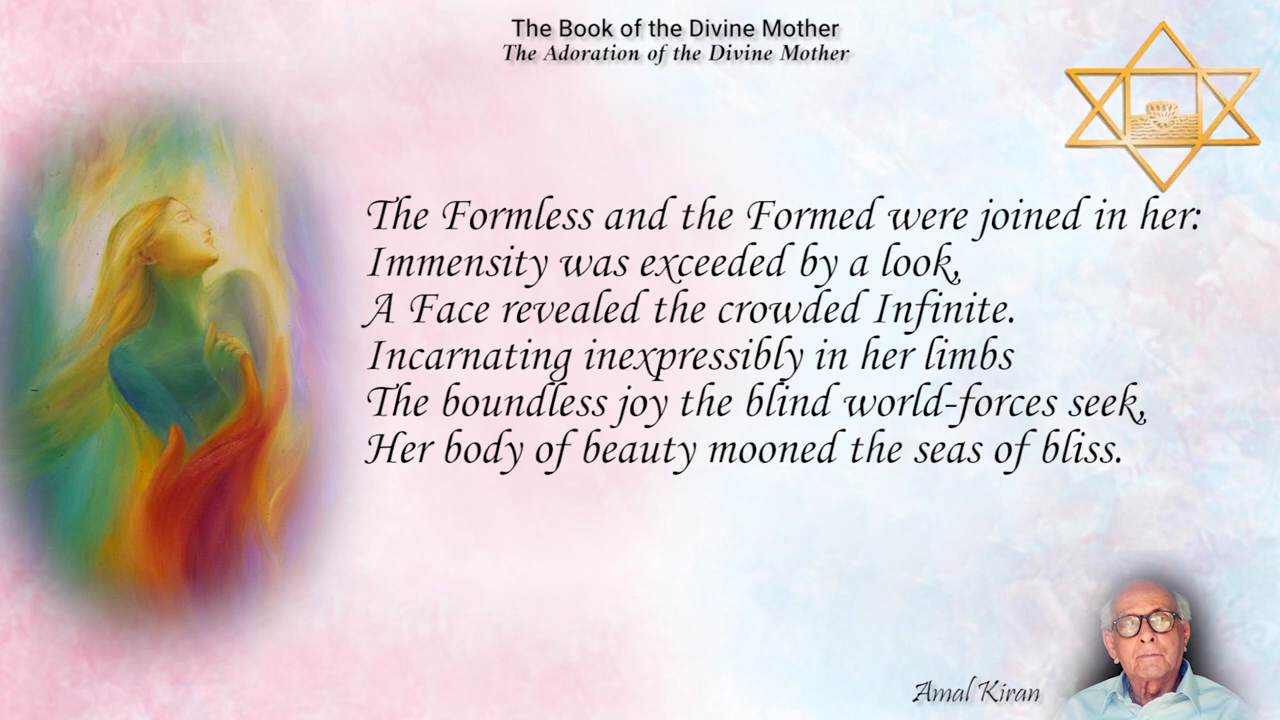 The Book of the Divine Mother
The Adoration of the Divine Mother
The Formless and the Formed were joined in her:
Immensity was exceeded by a look,
A Face revealed the crowded Infinite.
Incarnating inexpressibly in her limbs
The boundless joy the blind world-forces seek,
Her body of beauty mooned the seas of bliss.
Amal Kiran